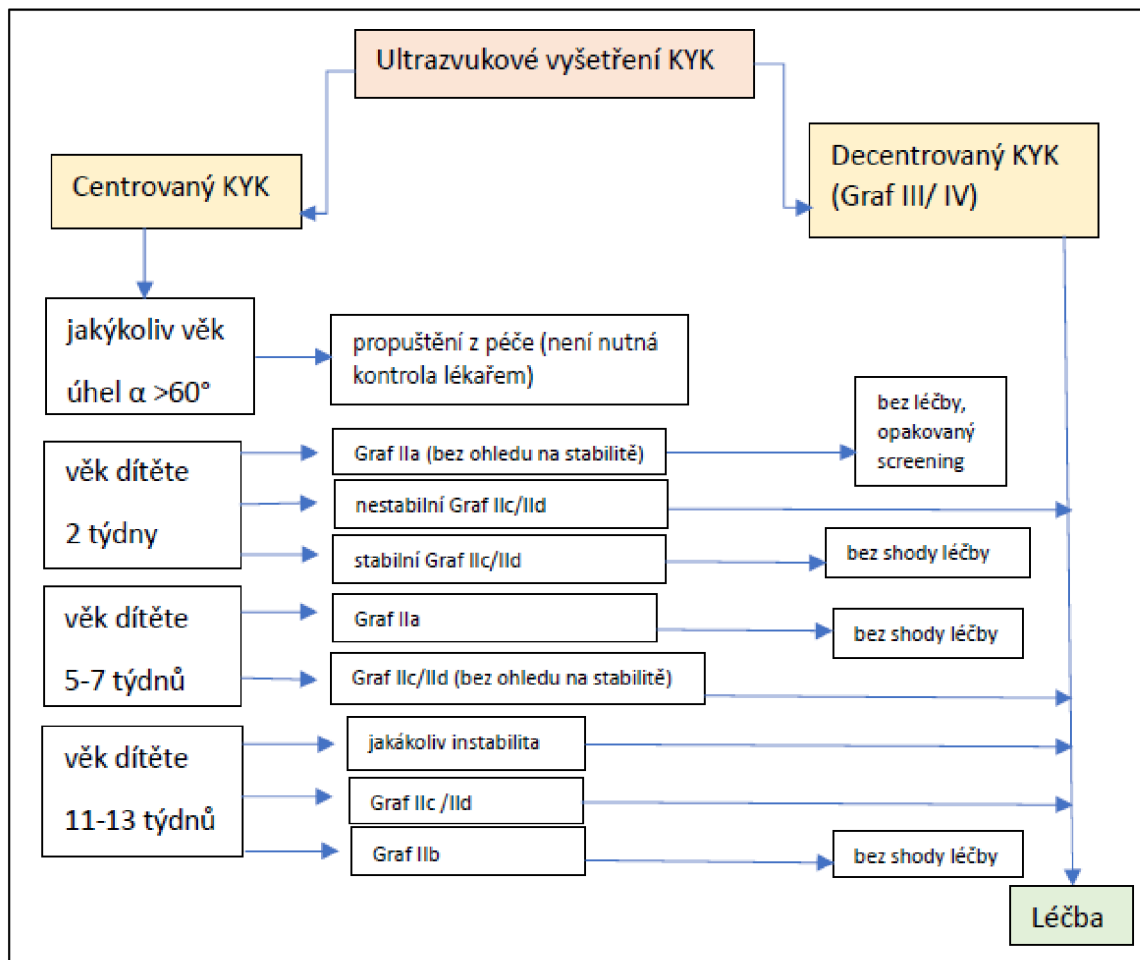 Ultrazvukové vyšetření KYK
Centrovaný KYK
Decentrovaný KYK
(Graf III/ IV)
jakýkoliv věk
úhel α >60°
propuštění z péče (není nutná
kontrola lékařem)
věk dítěte
2 týdny
Graf IIa (bez ohledu na stabilitě)
bez léčby,
opakovaný
screening
nestabilní Graf IIc/IId
stabilní Graf IIc/IId
bez shody léčby
věk dítěte
5-7 týdnů
Graf IIa
bez shody léčby
Graf IIc/IId (bez ohledu na stabilitě)
věk dítěte
11-13 týdnů
jakákoliv instabilita
Graf IIc /IId
Graf IIb
bez shody léčby
Léčba